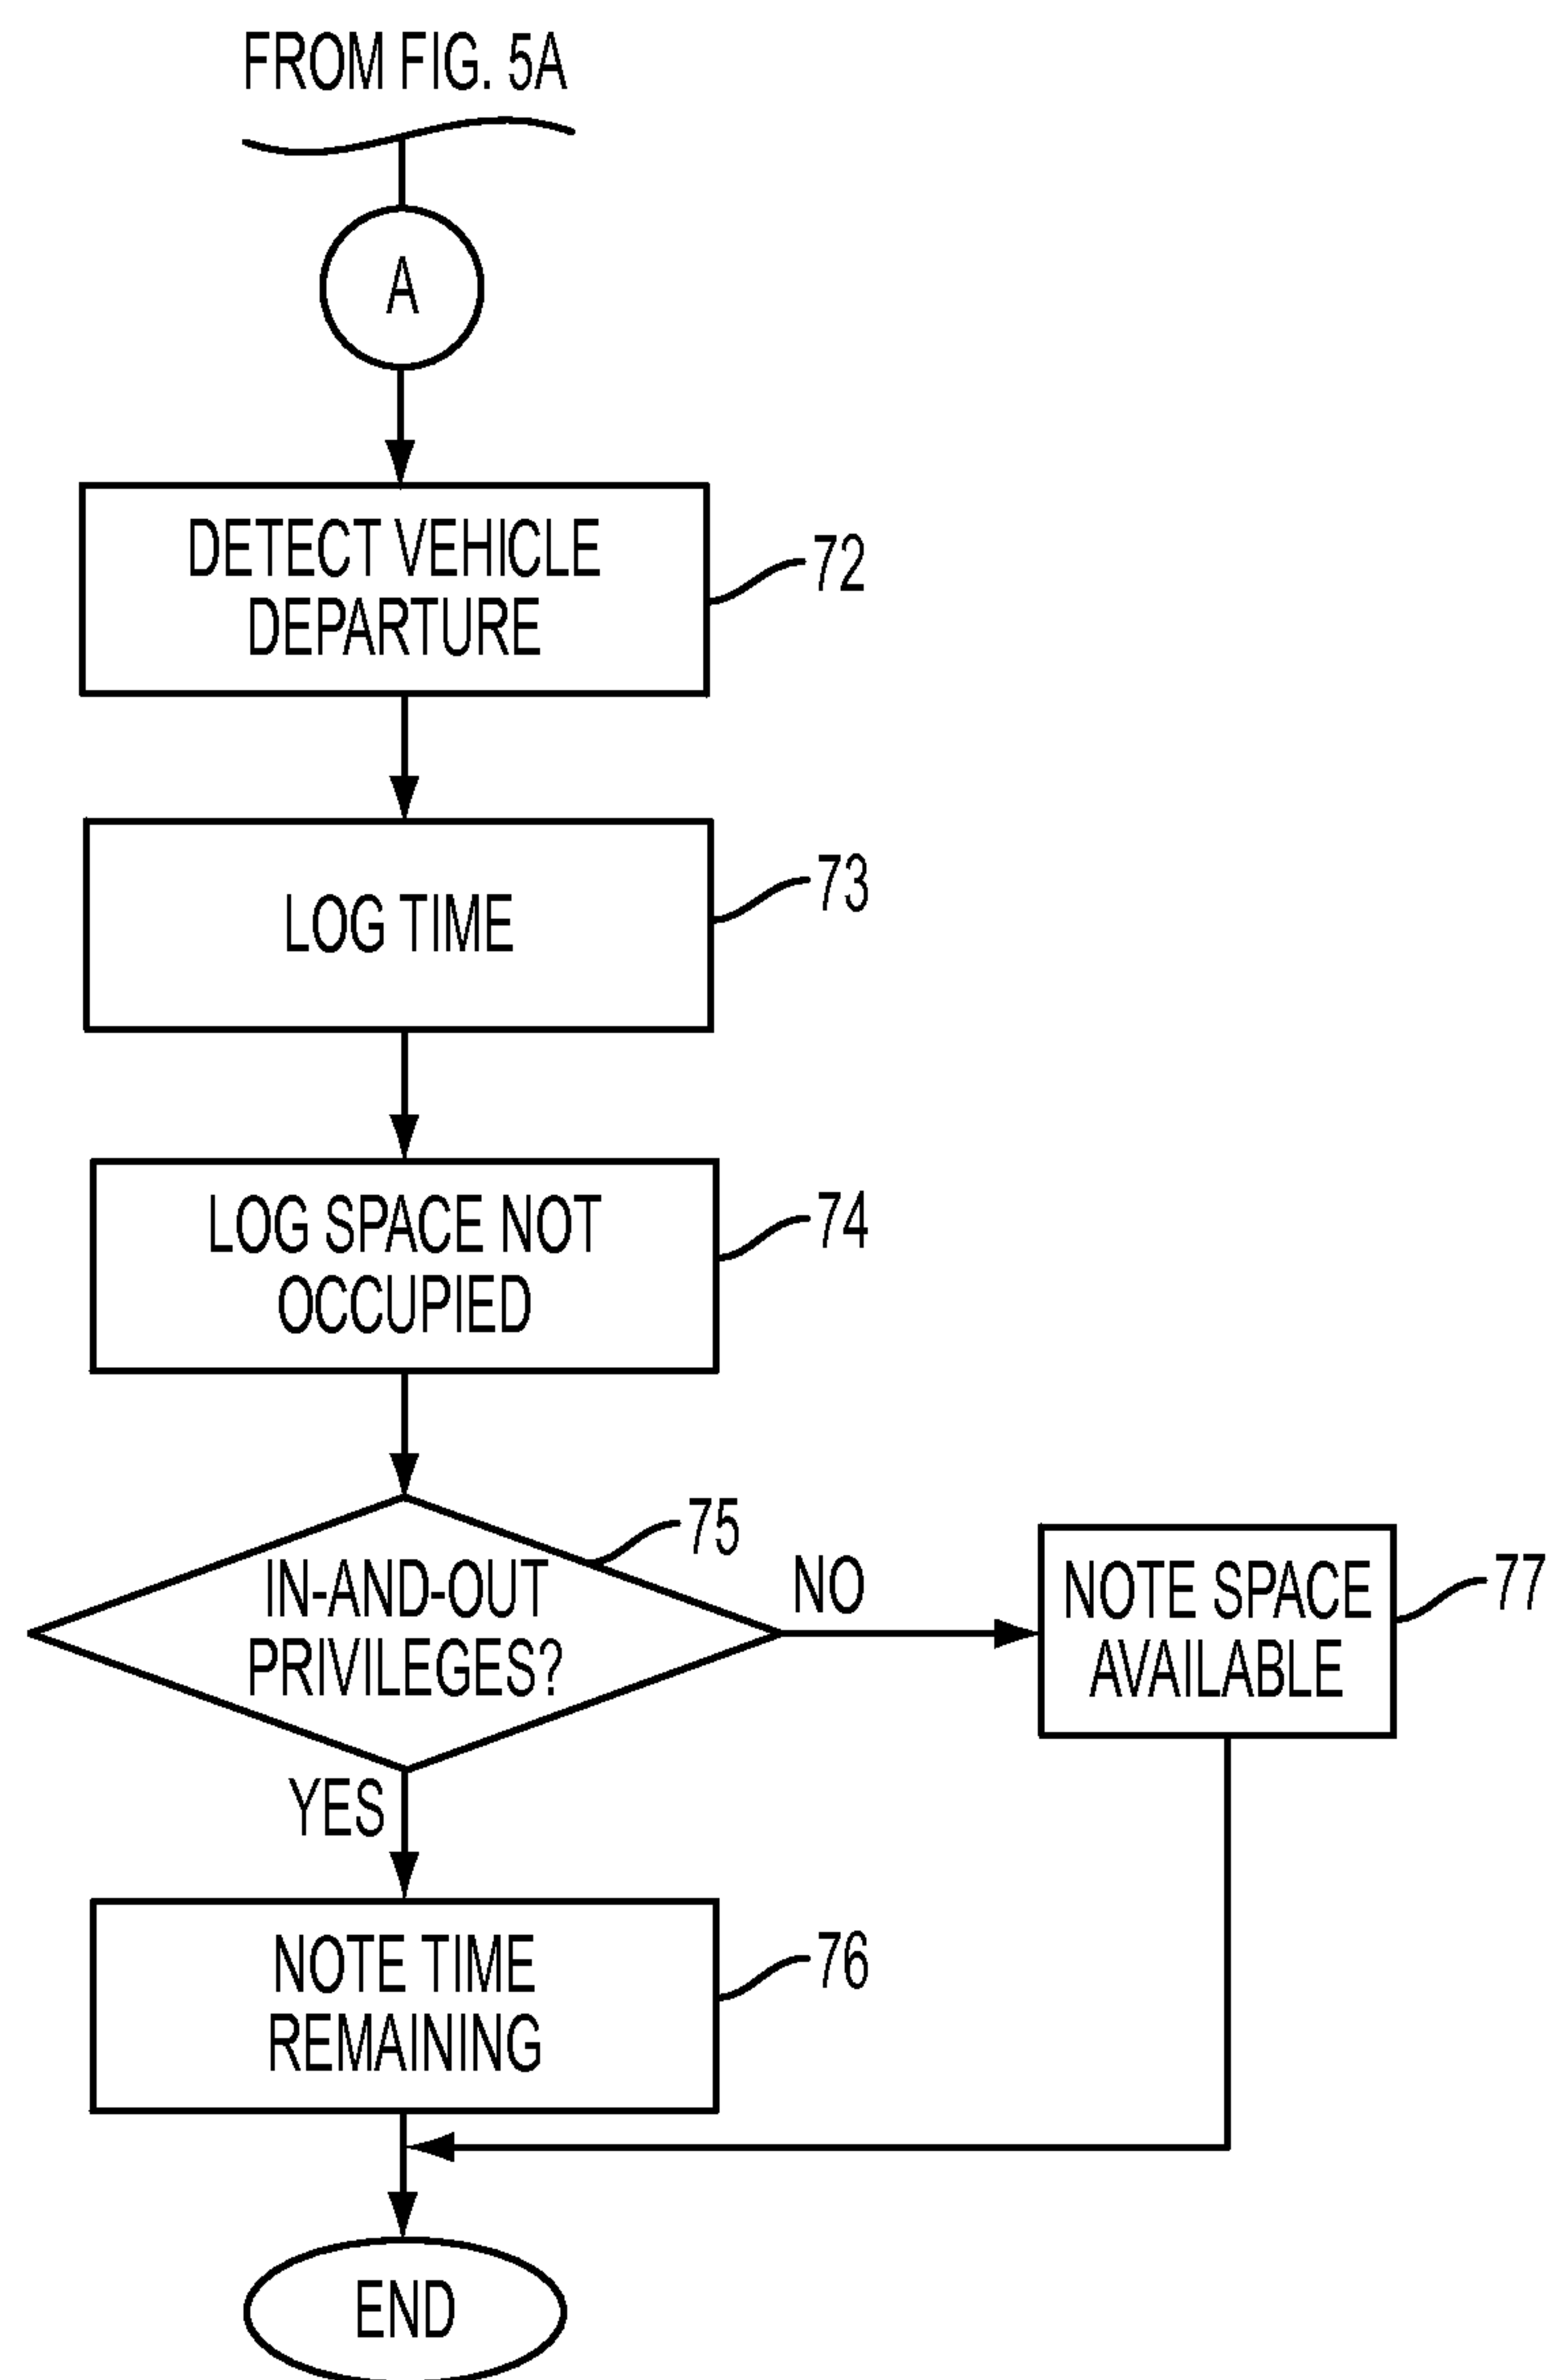 FROM FIG. 5A
A
DETECT VEHICLE
DEPARTURE
72
LOG TIME
73
LOG SPACE NOT
OCCUPIED
74
75
IN-AND-OUT
PRIVILEGES?
NO
NOTE SPACE
AVAILABLE
77
YES
NOTE TIME
REMAINING
76
END